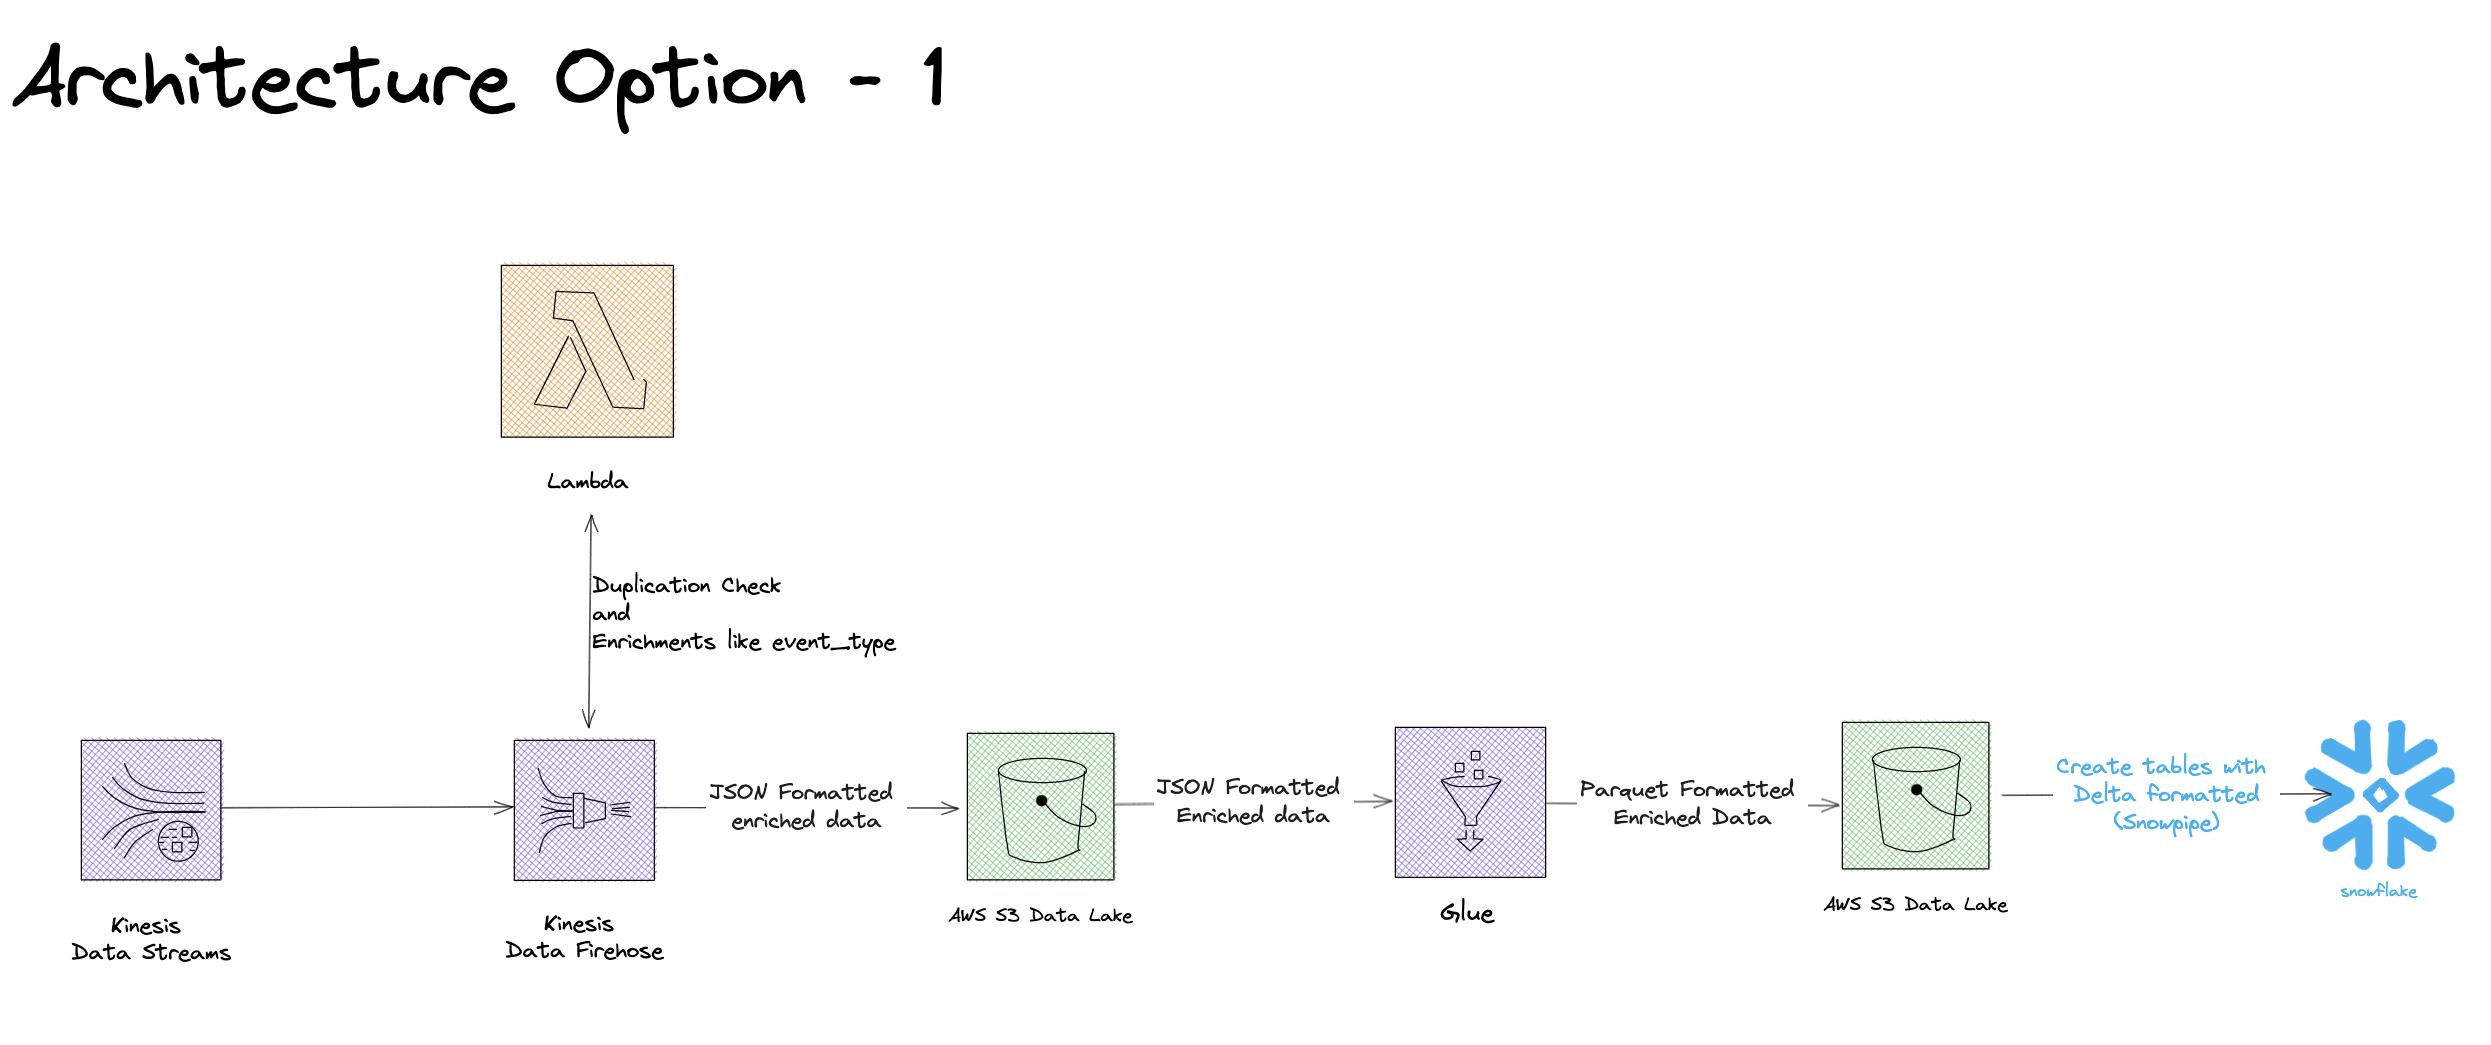 Architecture Option - 1
Lambda
Duplication Check
and
Enrichments like event_type
JSON Formatted
enriched data
JSON Formatted
Enriched data
Parquet Formatted
Enriched Data
Create tables with
Delta formatted
(Snowpipe)
Kinesis
Data Streams
Kinesis
Data Firehose
AWS S3 Data Lake
Glue
AWS S3 Data Lake
snowflake